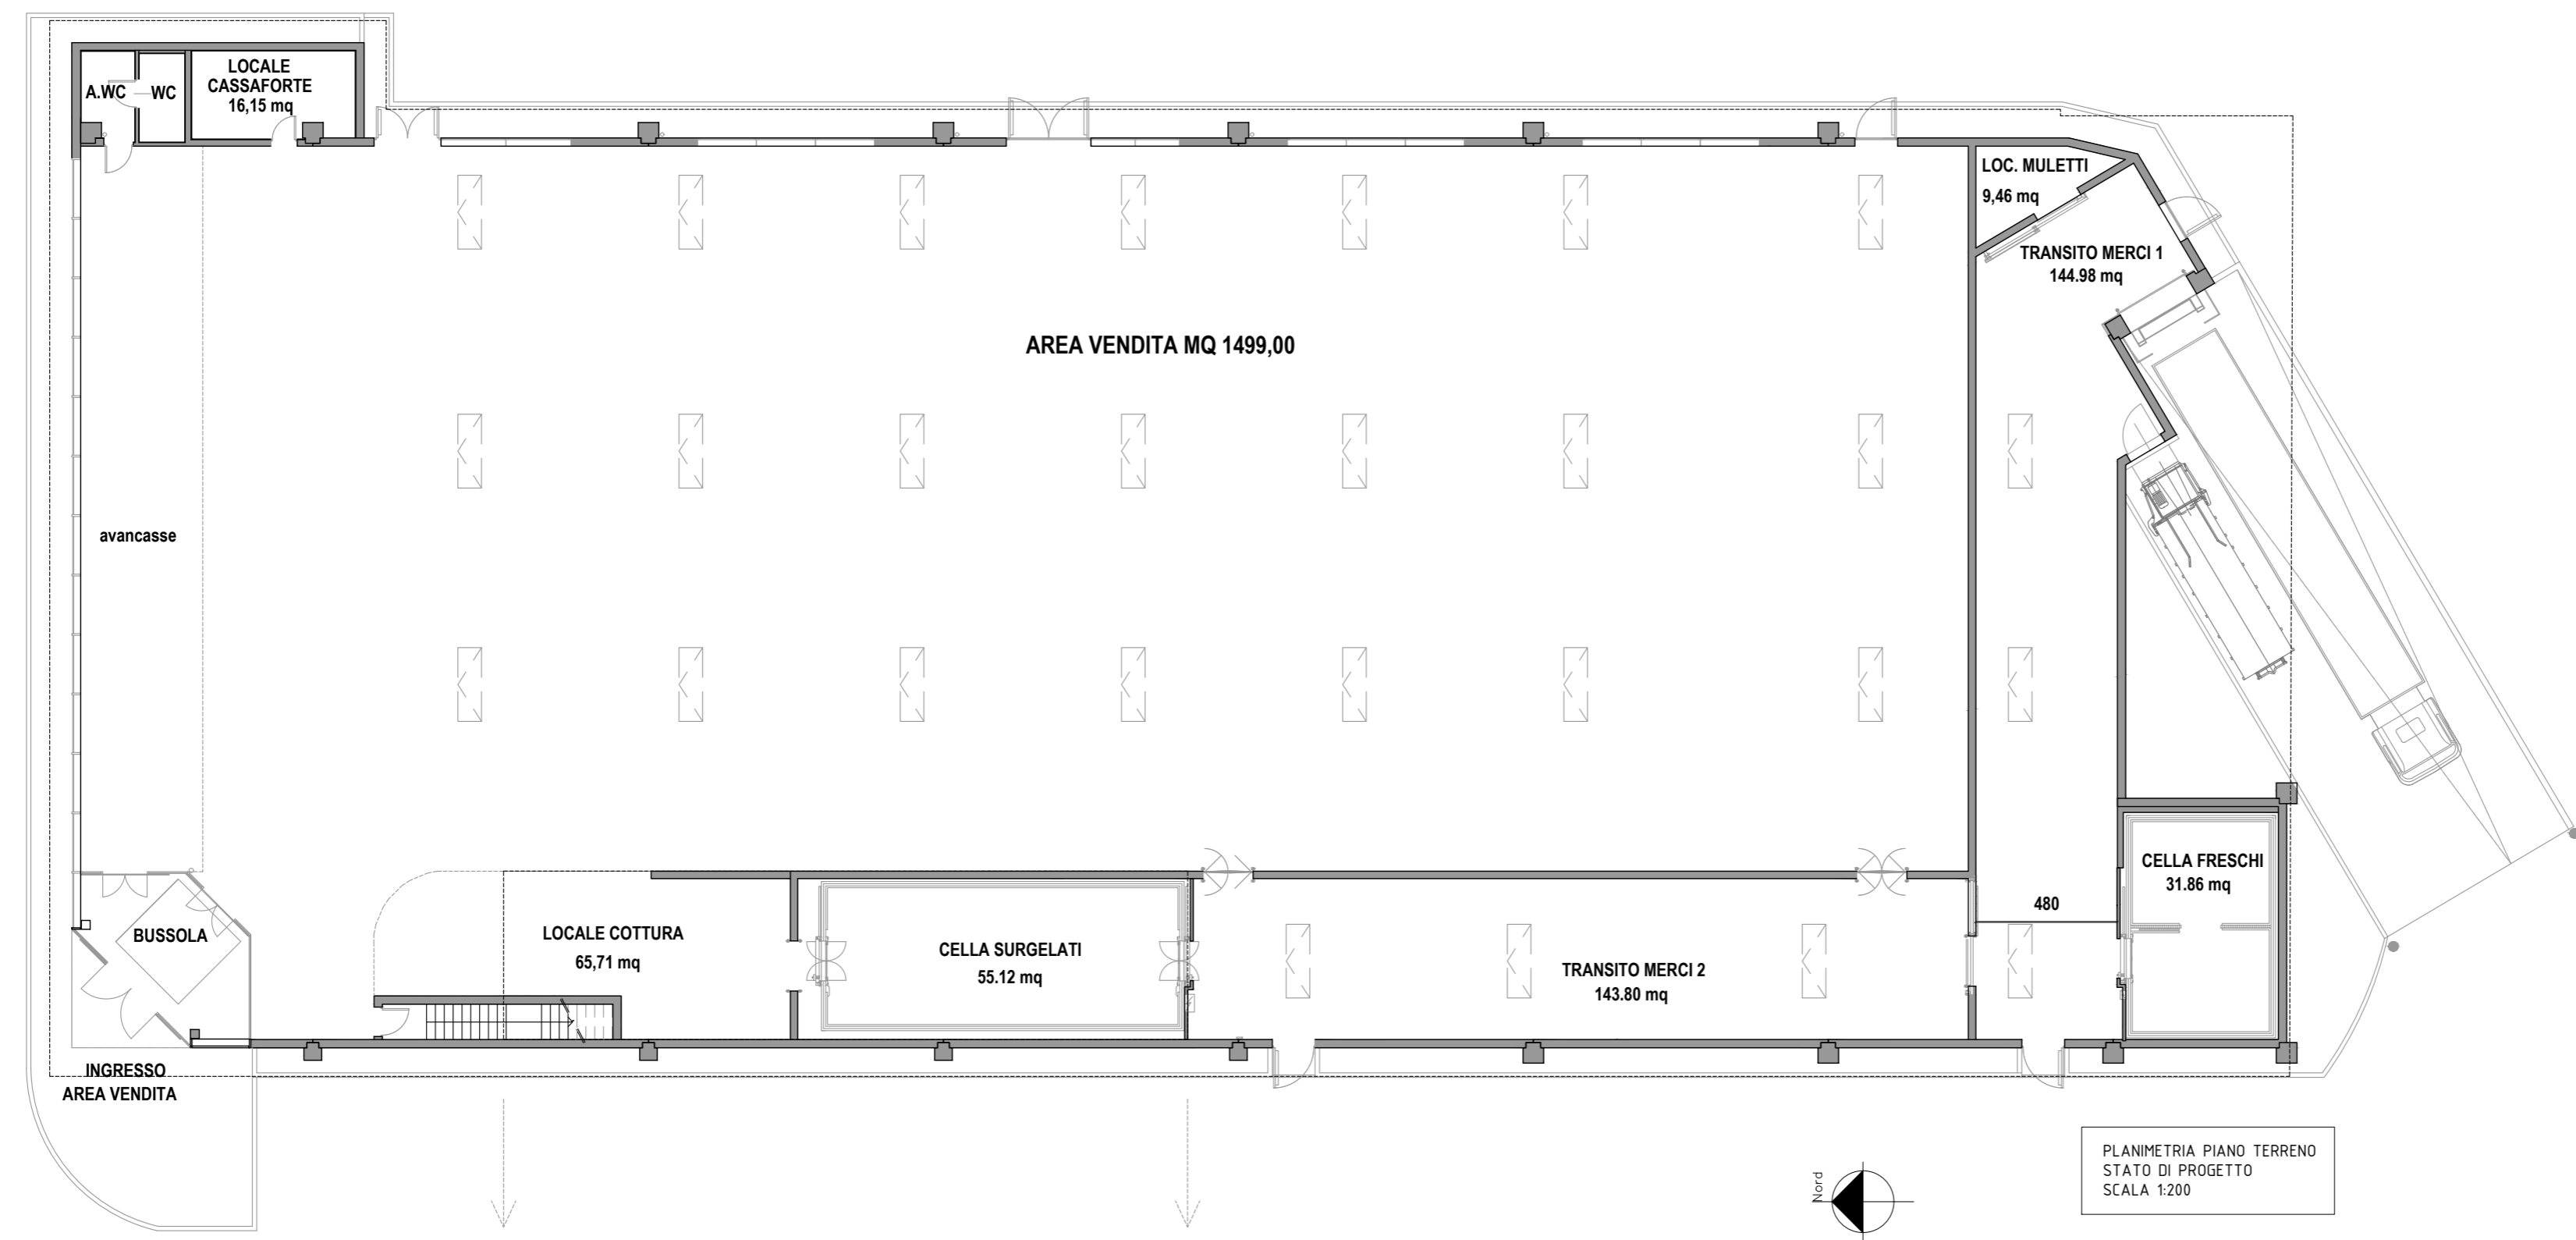 LOCALE
CASSAFORTE
16,15 mq
A.WC
WC
LOC. MULETTI
9,46 mq
TRANSITO MERCI 1
144.98 mq
AREA VENDITA MQ 1499,00
avancasse
CELLA FRESCHI
31.86 mq
480
BUSSOLA
LOCALE COTTURA
65,71 mq
CELLA SURGELATI
55.12 mq
TRANSITO MERCI 2
143.80 mq
INGRESSO
AREA VENDITA
Nord
PLANIMETRIA PIANO TERRENO
STATO DI PROGETTO
SCALA 1:200